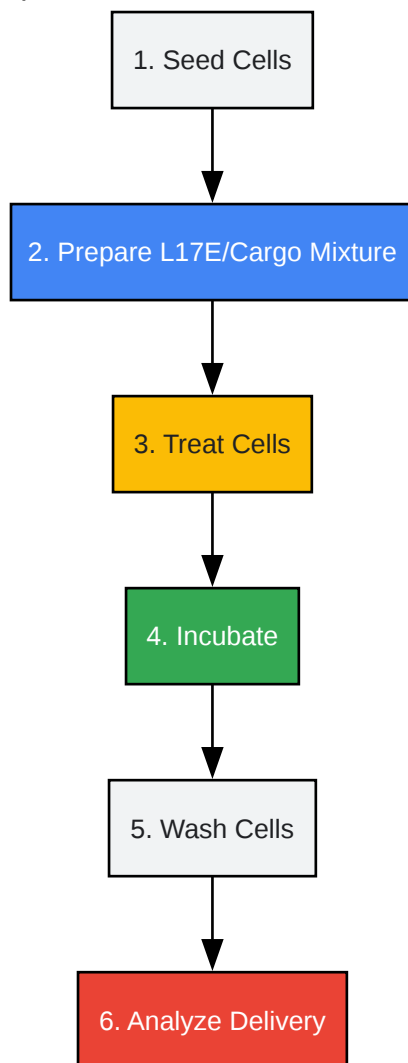 1. Seed Cells
2. Prepare L17E/Cargo Mixture
3. Treat Cells
4. Incubate
5. Wash Cells
6. Analyze Delivery